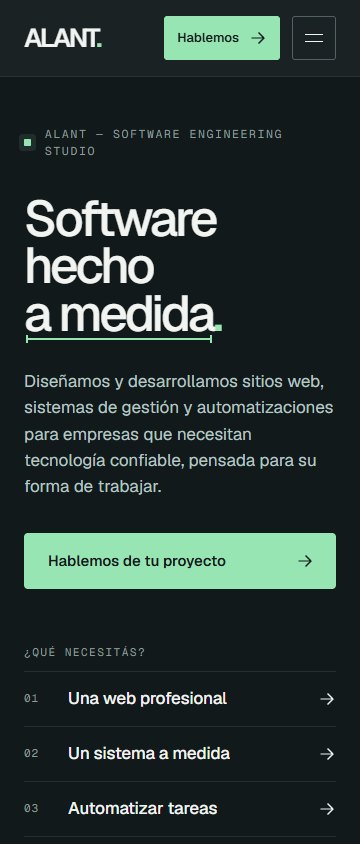 ALANT.
Hablemos →
ALANT — SOFTWARE ENGINEERING
STUDIO
Software
hecho
a medida.
Diseñamos y desarrollamos sitios web,
sistemas de gestión y automatizaciones
para empresas que necesitan
tecnología confiable, pensada para su
forma de trabajar.
Hablemos de tu proyecto →
¿QUÉ NECESITÁS?
01 Una web profesional →
02 Un sistema a medida →
03 Automatizar tareas →